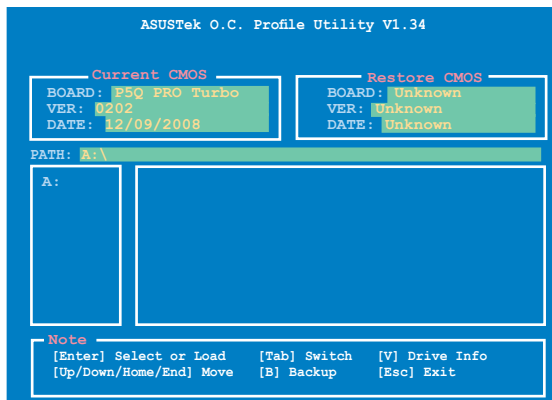 ASUSTek O.C. Profile Utility V1.34
Current CMOS
BOARD: P5Q PRO Turbo
VER: 0202
DATE: 12/09/2008
Restore CMOS
BOARD: Unknown
VER: Unknown
DATE: Unknown
PATH: A:\
A:
Note
[Enter] Select or Load [Tab] Switch [V] Drive Info
[Up/Down/Home/End] Move [B] Backup [Esc] Exit